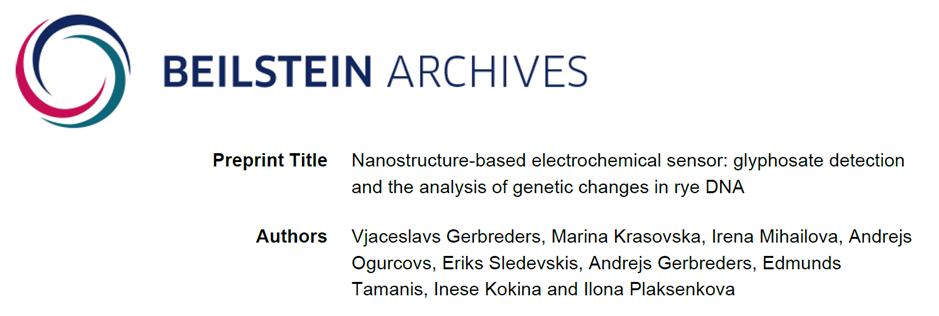 BEILSTEIN ARCHIVES
Preprint Title Nanostructure-based electrochemical sensor: glyphosate detection
and the analysis of genetic changes in rye DNA
Authors Vjaceslavs Gerbreders, Marina Krasovska, Irena Mihailova, Andrejs
Ogurcovs, Eriks Sledevskis, Andrejs Gerbreders, Edmunds
Tamanis, Inese Kokina and Ilona Plaksenkova